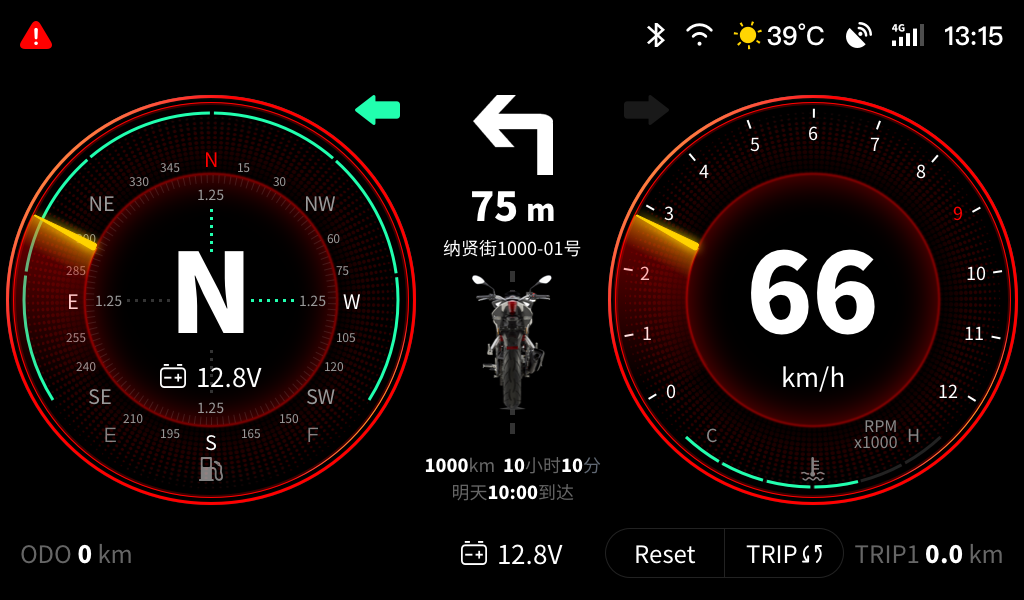 39°C 4G 13:15
75 m
纳贤街1000-01号
N
345 15
330 30
NE NW
1.25
60
285 75
E 1.25 N 1.25 W
255 105
240 120
12.8V
SE SW
1.25
210 150
195 165
E S F
0 1 2 3 4 5 6 7 8 9 10 11 12
66
km/h
RPM
x1000
C H
1000km 10小时10分
明天10:00到达
ODO 0 km
12.8V
Reset TRIP
TRIP1 0.0 km